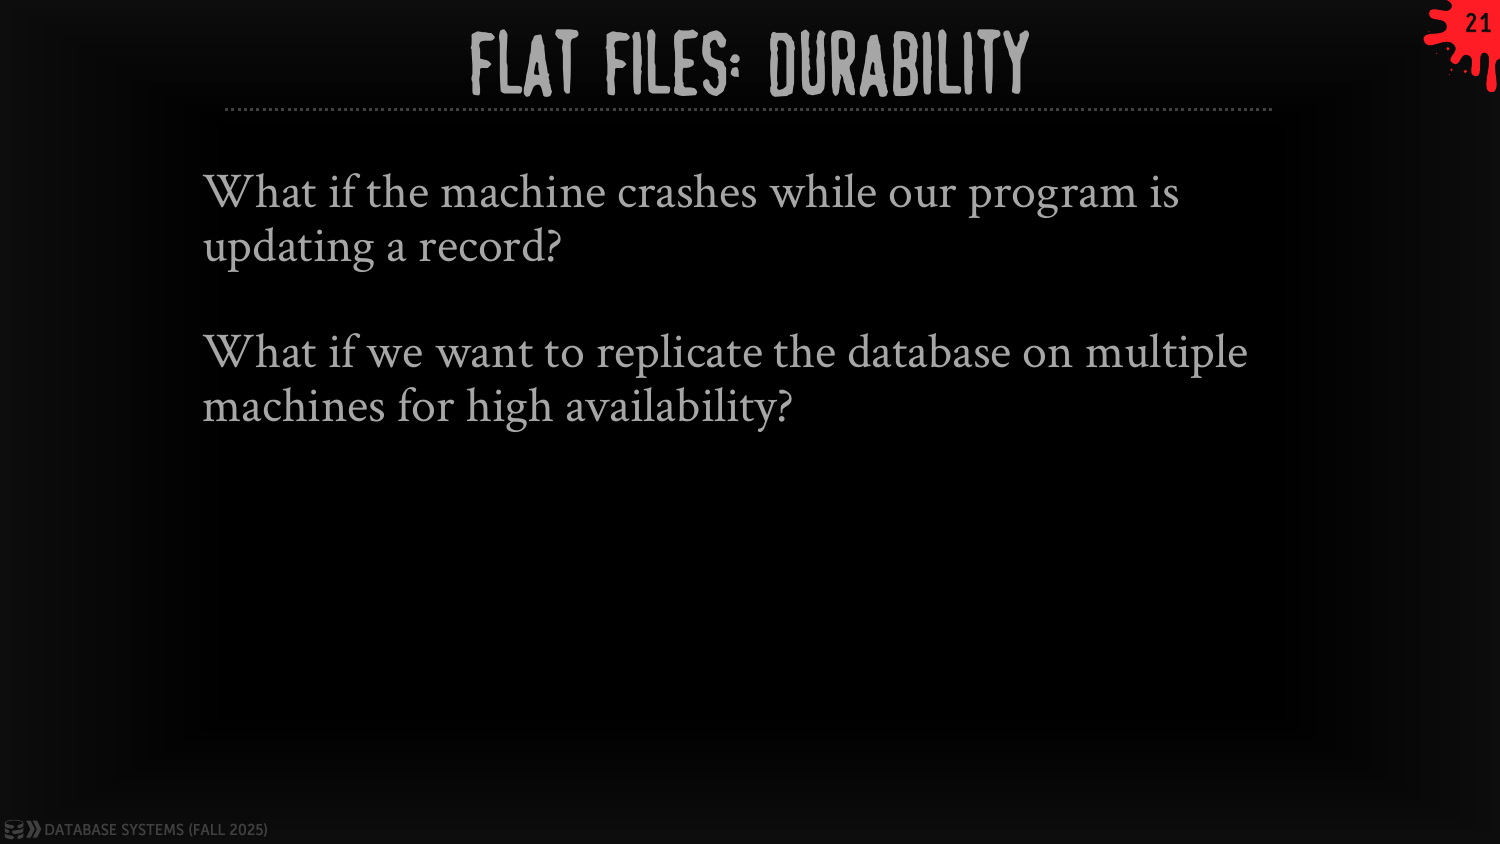 FLAT FILES: DURABILITY
21
What if the machine crashes while our program is
updating a record?
What if we want to replicate the database on multiple
machines for high availability?
DATABASE SYSTEMS (FALL 2025)